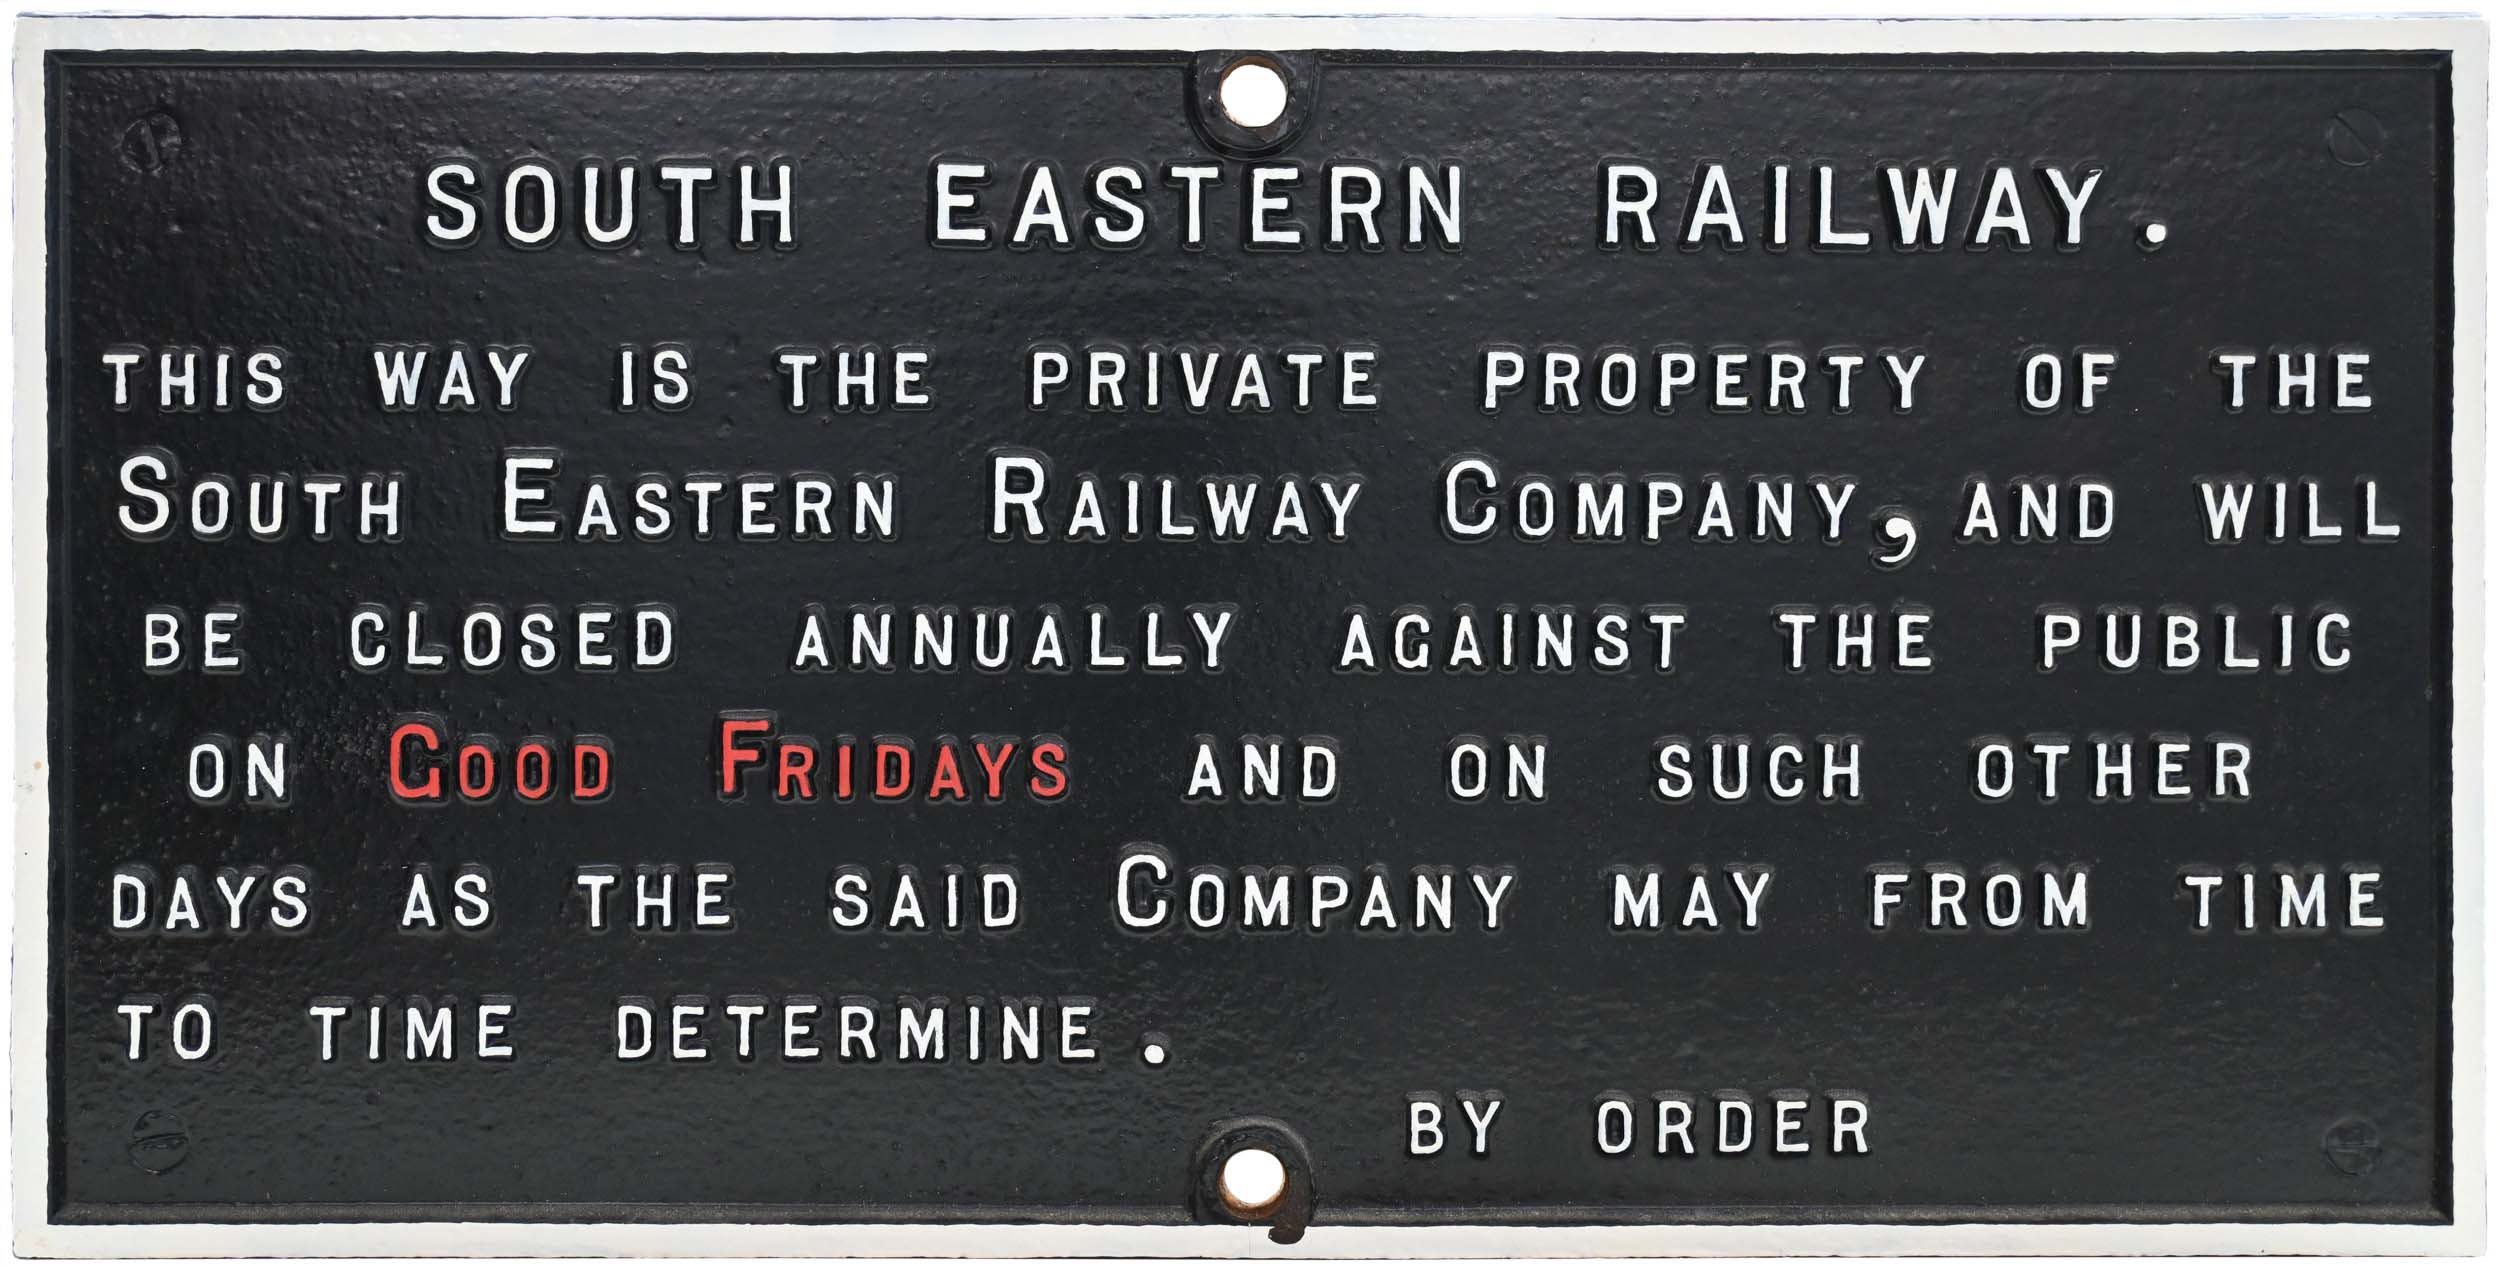 SOUTH EASTERN RAILWAY.
THIS WAY IS THE PRIVATE PROPERTY OF THE
SOUTH EASTERN RAILWAY COMPANY, AND WILL
BE CLOSED ANNUALLY AGAINST THE PUBLIC
ON GOOD FRIDAYS AND ON SUCH OTHER
DAYS AS THE SAID COMPANY MAY FROM TIME
TO TIME DETERMINE.
BY ORDER